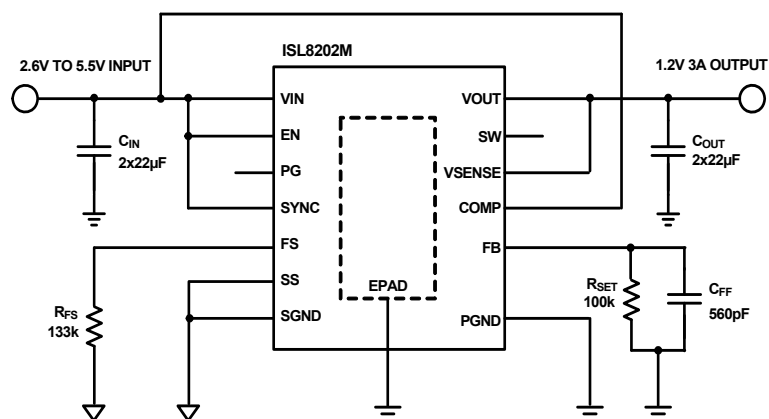 ISL8202M
2.6V TO 5.5V INPUT
1.2V 3A OUTPUT
VIN
VOUT
EN
SW
CIN
2x22µF
COUT
2x22µF
PG
VSENSE
SYNC
COMP
FS
FB
SS
EPAD
RSET
100k
CFF
560pF
RFS
133k
SGND
PGND